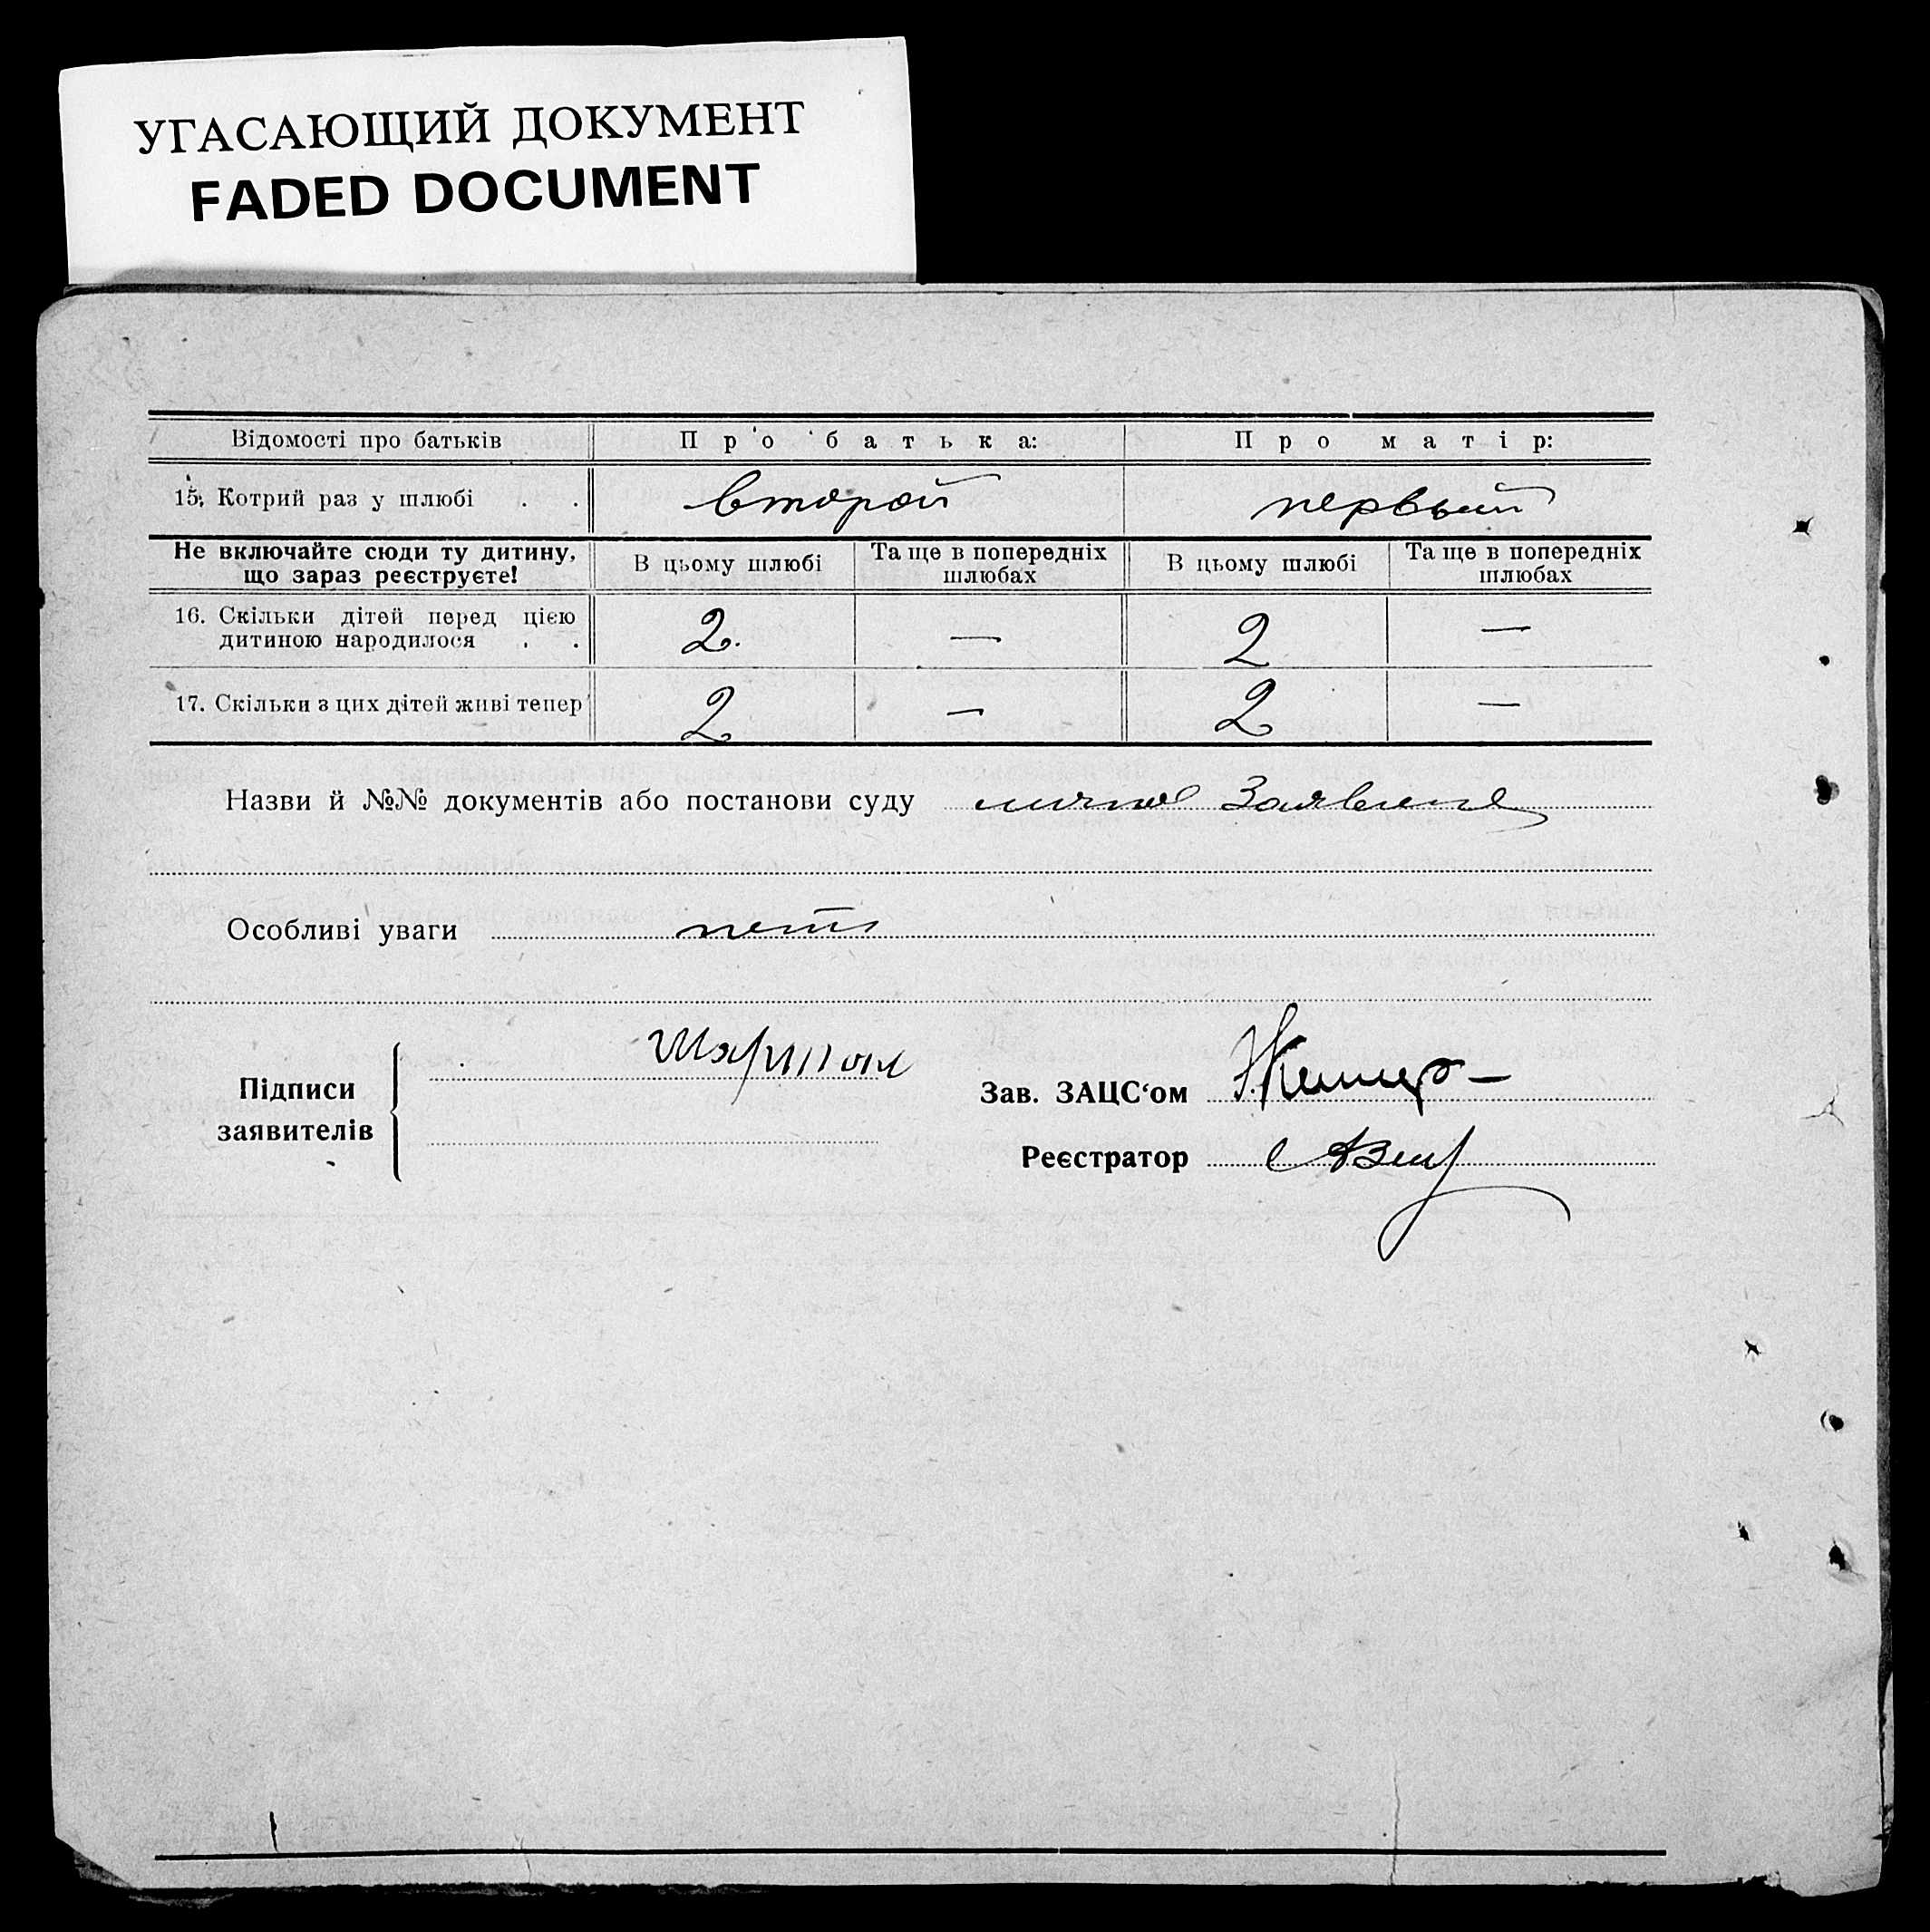 УГАСАЮЩИЙ ДОКУМЕНТ
FADED DOCUMENT
Відомості про батьків Про батька: Про матір:
15. Котрий раз у шлюбі . . второй первый
Не включайте сюди ту дитину, що зараз реєструєте! В цьому шлюбі Та ще в попередніх шлюбах В цьому шлюбі Та ще в попередніх шлюбах
16. Скільки дітей перед цією
дитиною народилося . . 2. — 2 —
17. Скільки з цих дітей живі тепер 2 — 2 —
Назви й №№ документів або постанови суду личное Заявление
Особливі уваги нет
Підписи
заявителів
Зав. ЗАЦС‘ом
Реєстратор